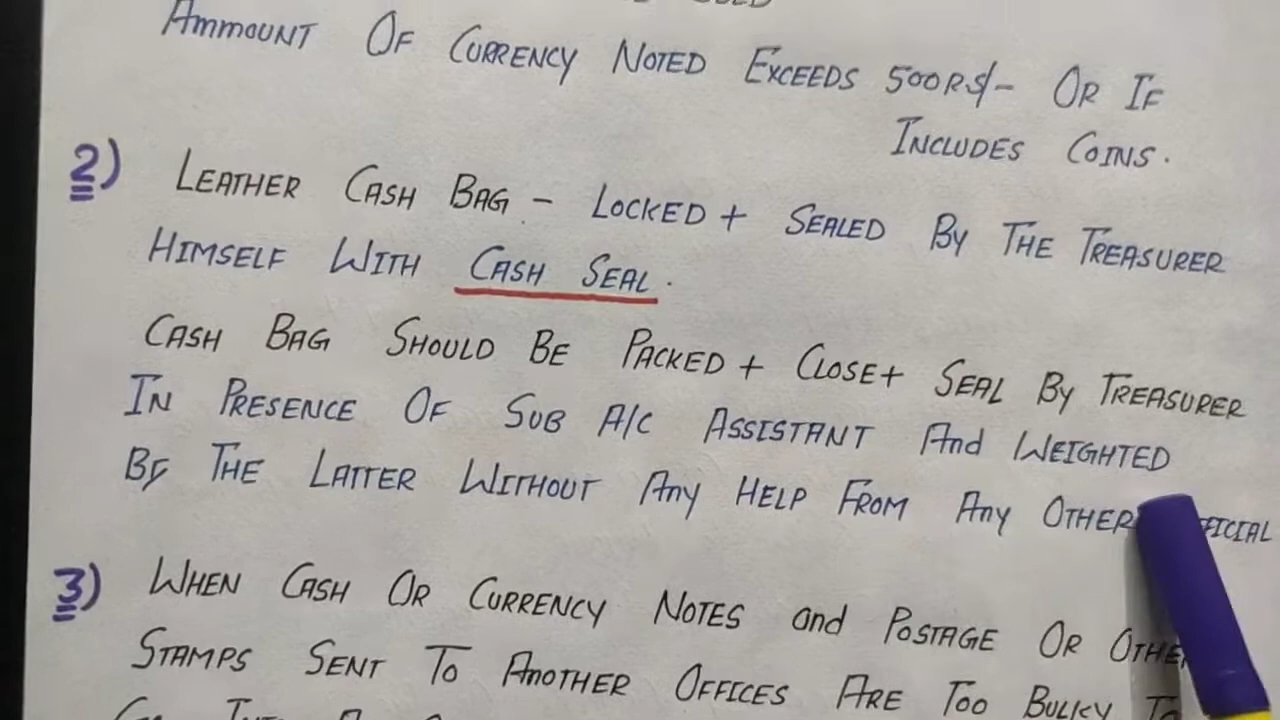 AmmOUNT OF CURRENCY NOTED EXCEEDS 500RS/- OR IF
INCLUDES COINS.
2) LEATHER CASH BAG - LOCKED + SEALED BY THE TREASURER
HIMSELF WITH CASH SEAL.
CASH BAG SHOULD BE PACKED + CLOSE+ SEAL BY TREASURER
IN PRESENCE OF SUB A/C ASSISTANT And WEIGHTED
By THE LATTER WITHOUT Any HELP FROM Any OTHER FICIAL
3) WHEN CASH OR CURRENCY NOTES and POSTAGE OR OTHE
STAMPS SENT TO ANOTHER OFFICES ARE TOO BULKY TO